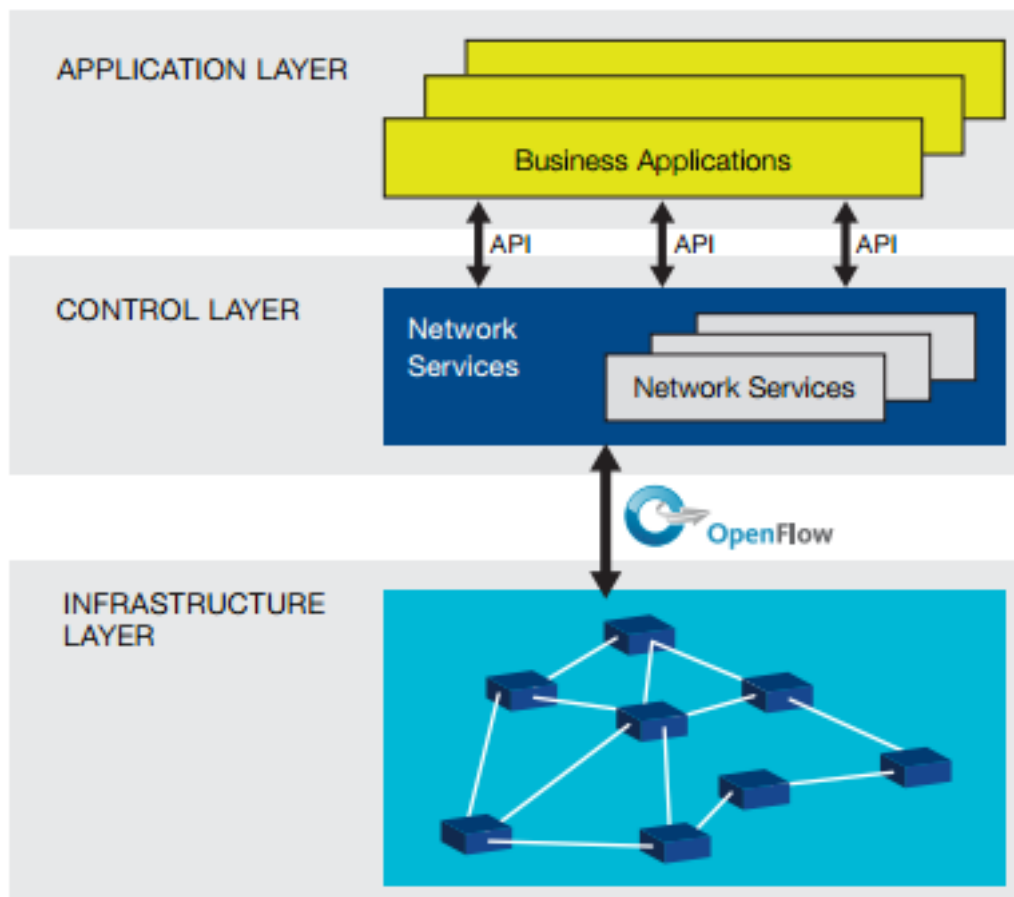 APPLICATION LAYER
Business Applications
API
API
API
CONTROL LAYER
Network
Services
Network Services
OpenFlow
INFRASTRUCTURE
LAYER